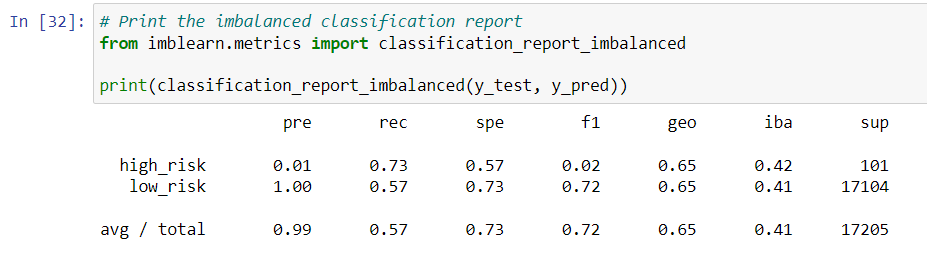 In [32]: # Print the imbalanced classification report
from imblearn.metrics import classification_report_imbalanced
print(classification_report_imbalanced(y_test, y_pred))
pre rec spe f1 geo iba sup
high_risk 0.01 0.73 0.57 0.02 0.65 0.42 101
low_risk 1.00 0.57 0.73 0.72 0.65 0.41 17104
avg / total 0.99 0.57 0.73 0.72 0.65 0.41 17205